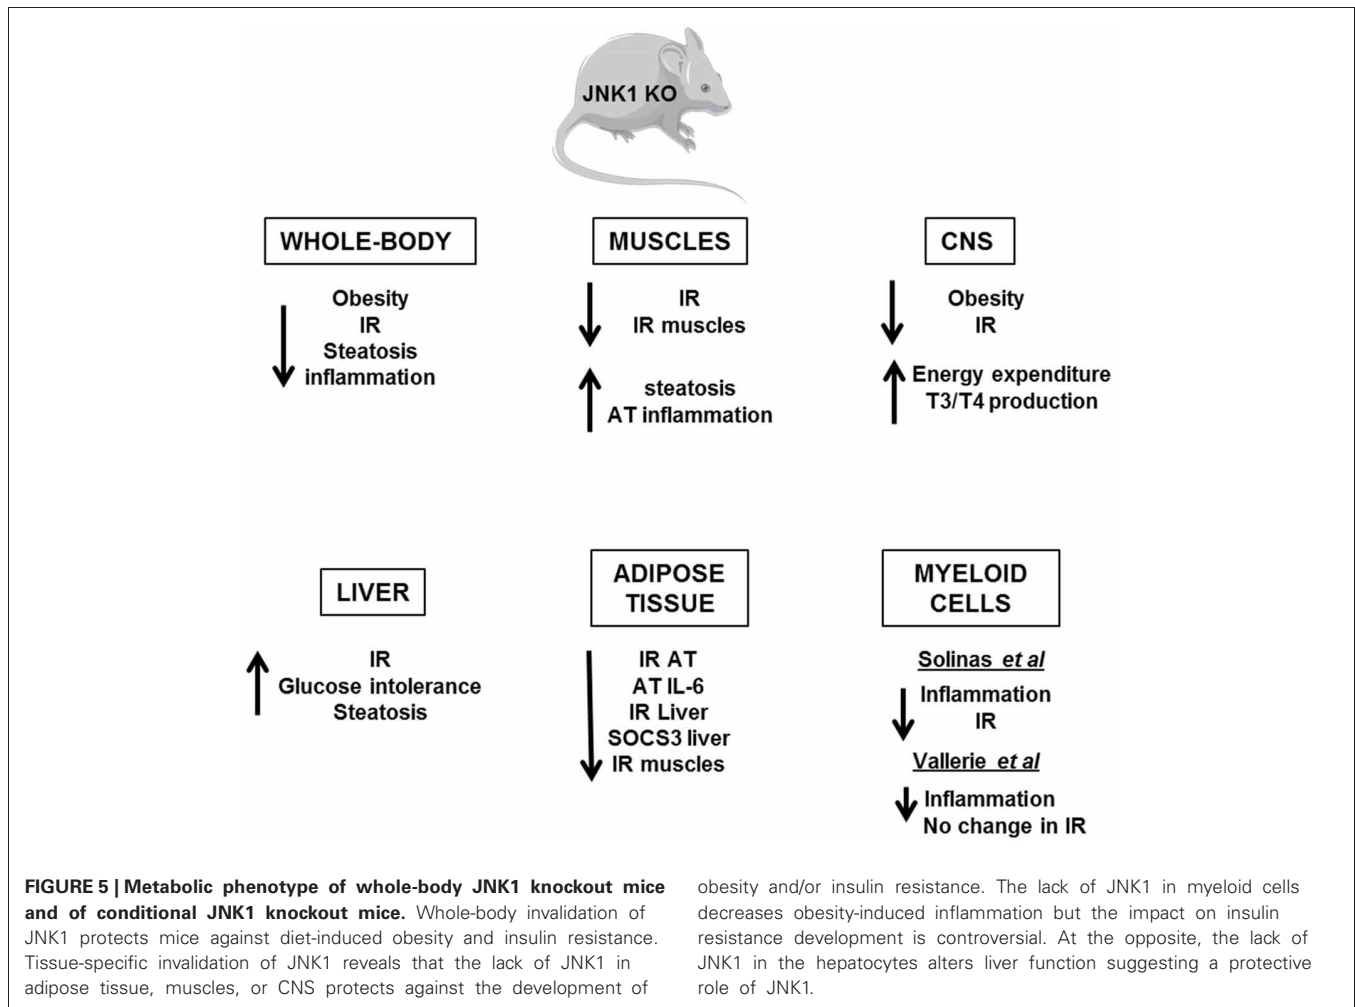 JNK1 KO
WHOLE-BODY
Obesity
IR
Steatosis
inflammation
MUSCLES
IR
IR muscles
steatosis
AT inflammation
CNS
Obesity
IR
Energy expenditure
T3/T4 production
LIVER
IR
Glucose intolerance
Steatosis
ADIPOSE
TISSUE
IR AT
AT IL-6
IR Liver
SOCS3 liver
IR muscles
MYELOID
CELLS
Solinas et al
Inflammation
IR
Vallerie et al
Inflammation
No change in IR
FIGURE 5 | Metabolic phenotype of whole-body JNK1 knockout mice
and of conditional JNK1 knockout mice. Whole-body invalidation of
JNK1 protects mice against diet-induced obesity and insulin resistance.
Tissue-specific invalidation of JNK1 reveals that the lack of JNK1 in
adipose tissue, muscles, or CNS protects against the development of
obesity and/or insulin resistance. The lack of JNK1 in myeloid cells
decreases obesity-induced inflammation but the impact on insulin
resistance development is controversial. At the opposite, the lack of
JNK1 in the hepatocytes alters liver function suggesting a protective
role of JNK1.